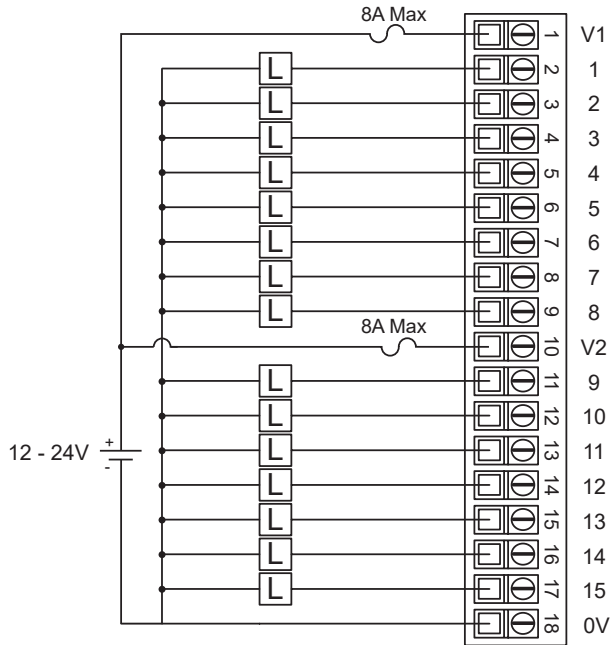 8A Max 1 V1
L 2 1
L 3 2
L 4 3
L 5 4
L 6 5
L 7 6
L 8 7
L 9 8
8A Max 10 V2
L 11 9
L 12 10
12 - 24V + - L 13 11
L 14 12
L 15 13
L 16 14
L 17 15
18 0V